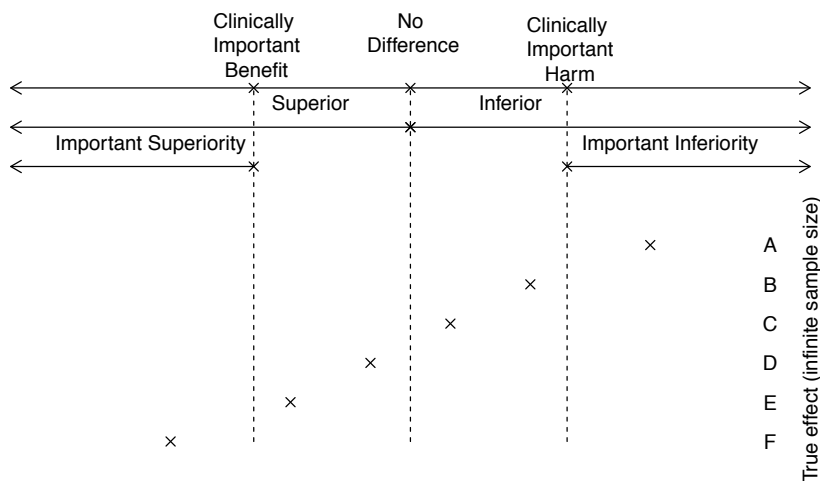 Clinically
Important
Benefit
No
Difference
Clinically
Important
Harm
Superior
Inferior
Important Superiority
Important Inferiority
A
B
C
D
E
F
True effect (infinite sample size)